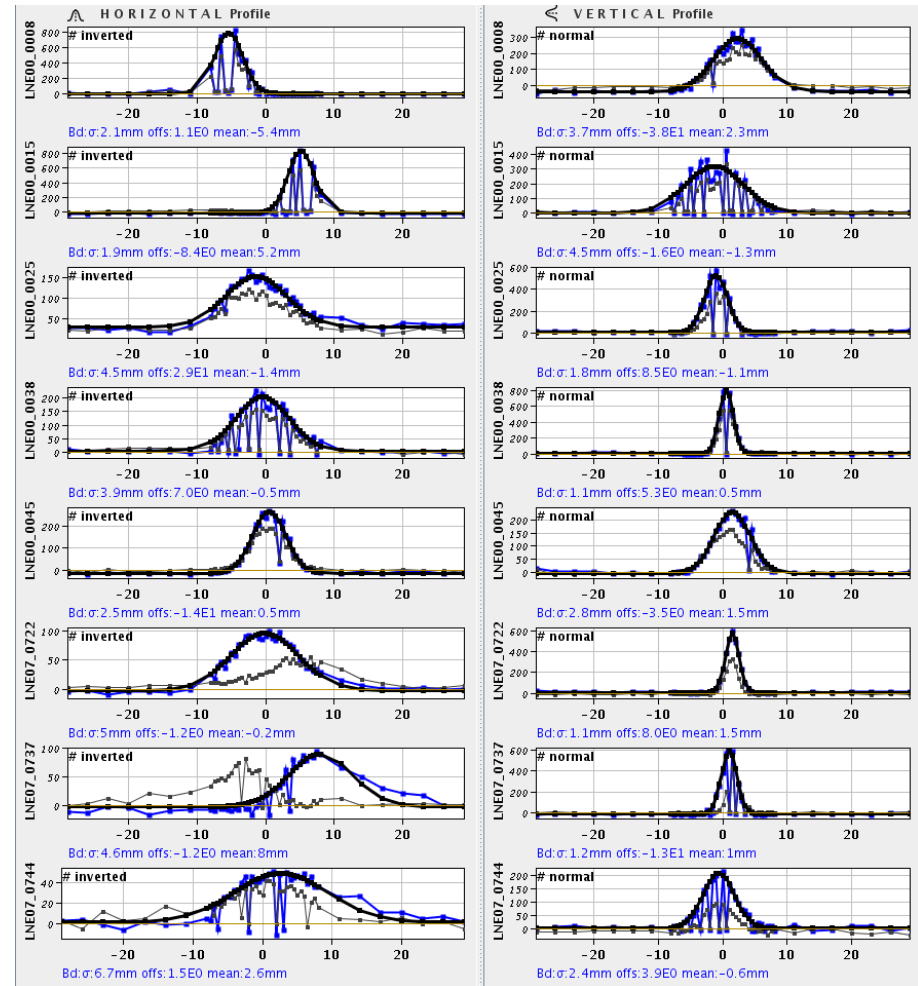 HORIZONTAL Profile
LNE00_0008
# inverted
800
600
400
200
0
-20 -10 0 10 20
Bd:σ:2.1mm offs:1.1E0 mean:-5.4mm
LNE00_0015
# inverted
800
600
400
200
0
-20 -10 0 10 20
Bd:σ:1.9mm offs:-8.4E0 mean:5.2mm
LNE00_0025
# inverted
150
100
50
-20 -10 0 10 20
Bd:σ:4.5mm offs:2.9E1 mean:-1.4mm
LNE00_0038
# inverted
200
150
100
50
0
-20 -10 0 10 20
Bd:σ:3.9mm offs:7.0E0 mean:-0.5mm
LNE00_0045
# inverted
200
100
0
-20 -10 0 10 20
Bd:σ:2.5mm offs:-1.4E1 mean:0.5mm
LNE07_0722
# inverted
100
50
0
-20 -10 0 10 20
Bd:σ:5mm offs:-1.2E0 mean:-0.2mm
LNE07_0737
# inverted
100
50
0
-20 -10 0 10 20
Bd:σ:4.6mm offs:-1.2E0 mean:8mm
LNE07_0744
# inverted
40
20
0
-20 -10 0 10 20
Bd:σ:6.7mm offs:1.5E0 mean:2.6mm
VERTICAL Profile
LNE00_0008
# normal
300
200
100
0
-20 -10 0 10 20
Bd:σ:3.7mm offs:-3.8E1 mean:2.3mm
LNE00_0015
# normal
400
300
200
100
0
-20 -10 0 10 20
Bd:σ:4.5mm offs:-1.6E0 mean:-1.3mm
LNE00_0025
# normal
600
400
200
0
-20 -10 0 10 20
Bd:σ:1.8mm offs:8.5E0 mean:-1.1mm
LNE00_0038
# normal
800
600
400
200
0
-20 -10 0 10 20
Bd:σ:1.1mm offs:5.3E0 mean:0.5mm
LNE00_0045
# normal
200
150
100
50
0
-20 -10 0 10 20
Bd:σ:2.8mm offs:-3.5E0 mean:1.5mm
LNE07_0722
# normal
600
400
200
0
-20 -10 0 10 20
Bd:σ:1.1mm offs:8.0E0 mean:1.5mm
LNE07_0737
# normal
600
400
200
0
-20 -10 0 10 20
Bd:σ:1.2mm offs:-1.3E1 mean:1mm
LNE07_0744
# normal
200
150
100
50
0
-20 -10 0 10 20
Bd:σ:2.4mm offs:3.9E0 mean:-0.6mm